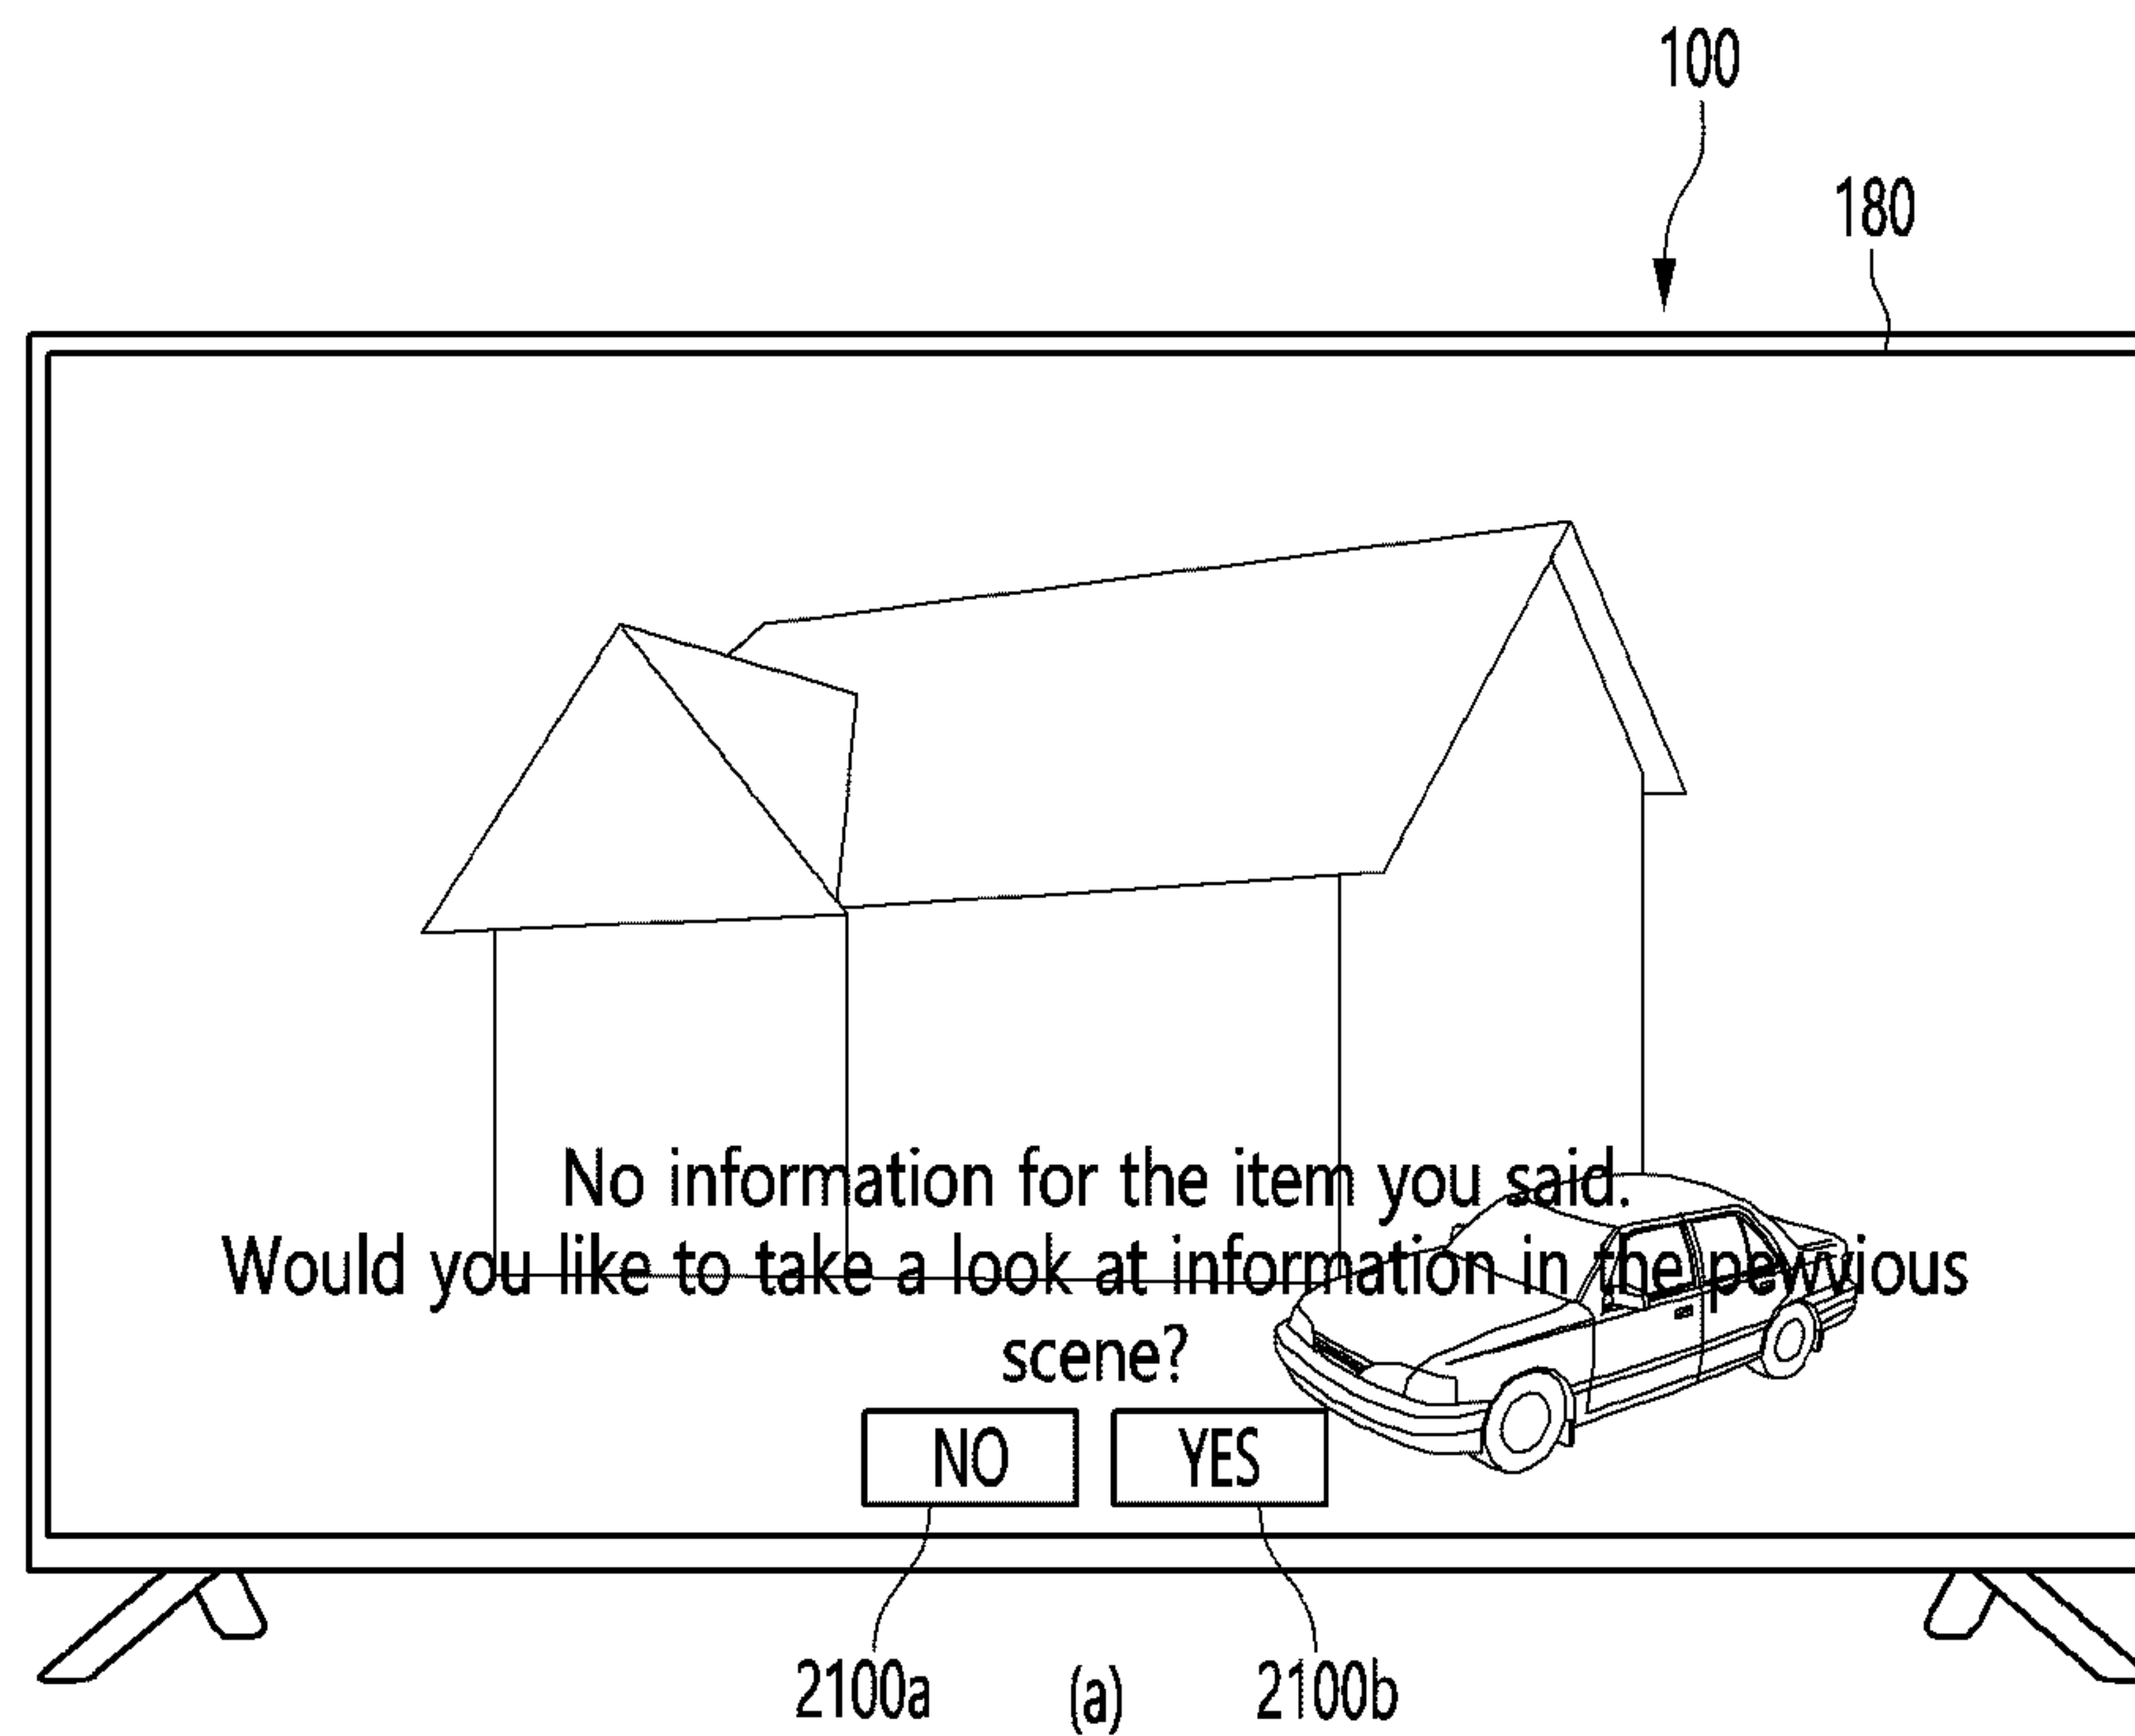 100
180
No information for the item you said.
Would you like to take a look at information in the pevvious
scene?
NO YES
2100a (a) 2100b